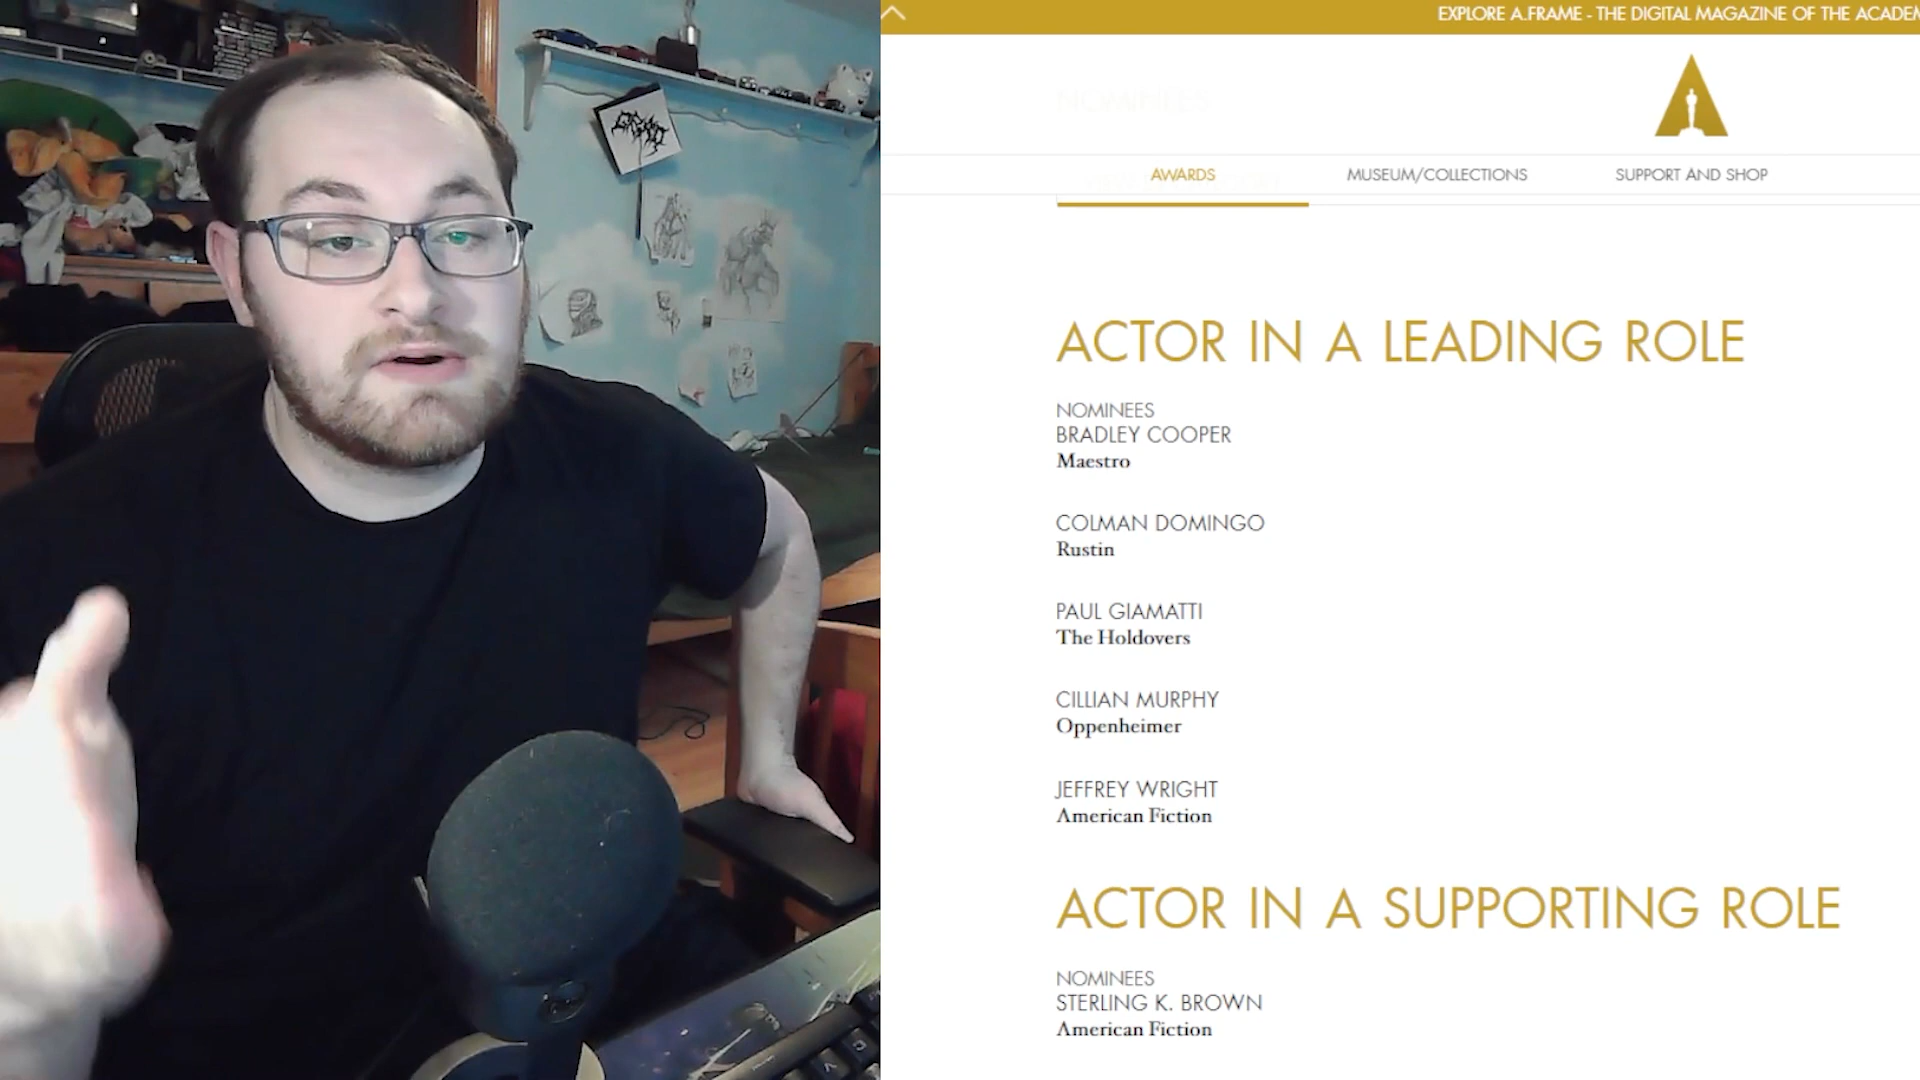 EXPLORE A.FRAME - THE DIGITAL MAGAZINE OF THE ACADEM
NOMINEES
AWARDS
MUSEUM/COLLECTIONS
SUPPORT AND SHOP
ACTOR IN A LEADING ROLE
NOMINEES
BRADLEY COOPER
Maestro
COLMAN DOMINGO
Rustin
PAUL GIAMATTI
The Holdovers
CILLIAN MURPHY
Oppenheimer
JEFFREY WRIGHT
American Fiction
ACTOR IN A SUPPORTING ROLE
NOMINEES
STERLING K. BROWN
American Fiction